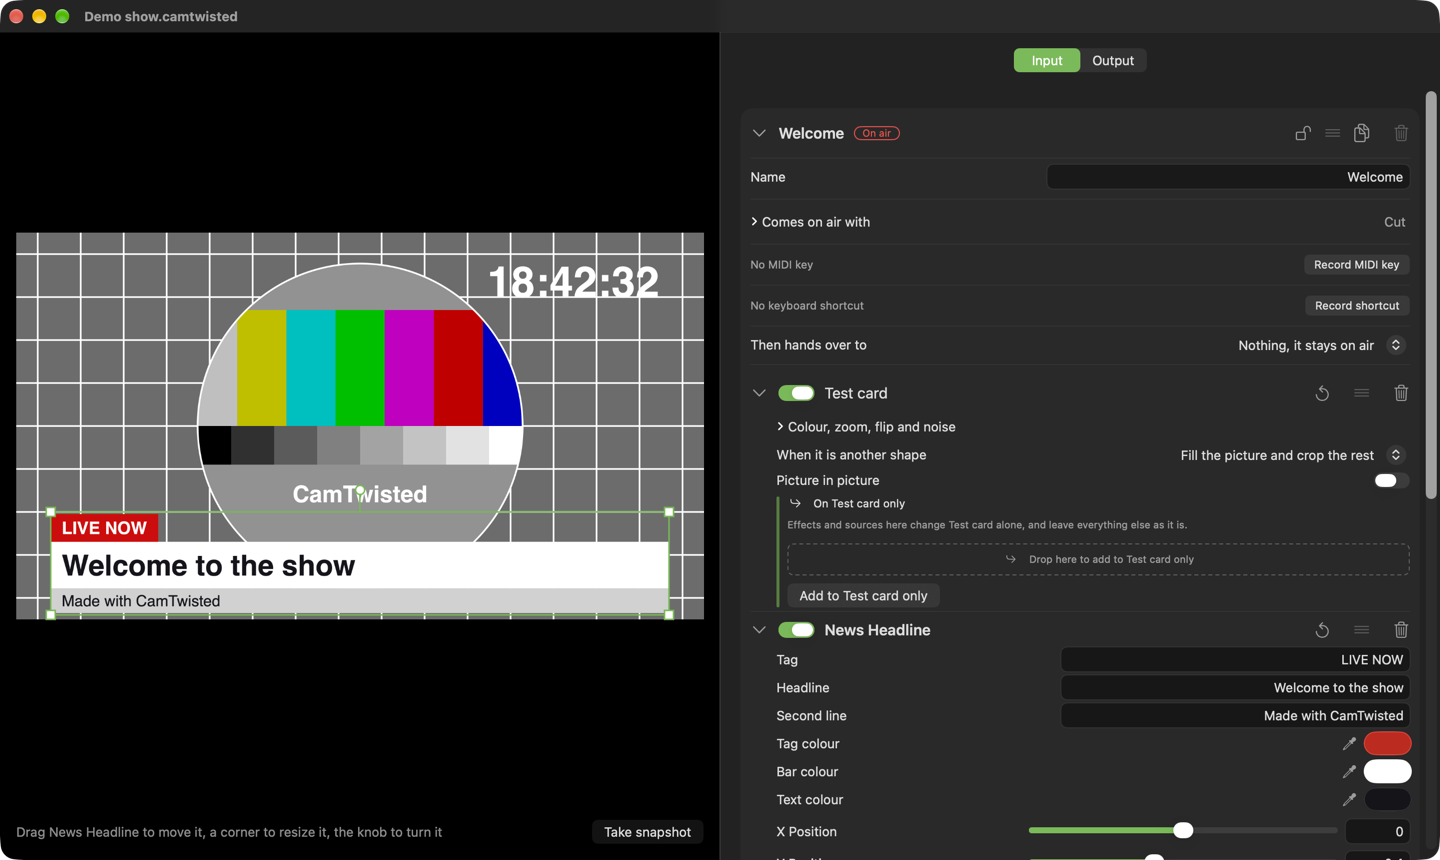 Demo show.camtwisted
Input
Output
Welcome
On air
Name
Welcome
Comes on air with
Cut
No MIDI key
Record MIDI key
No keyboard shortcut
Record shortcut
Then hands over to
Nothing, it stays on air
Test card
Colour, zoom, flip and noise
When it is another shape
Fill the picture and crop the rest
Picture in picture
On Test card only
Effects and sources here change Test card alone, and leave everything else as it is.
Drop here to add to Test card only
Add to Test card only
News Headline
Tag
LIVE NOW
Headline
Welcome to the show
Second line
Made with CamTwisted
Tag colour
Bar colour
Text colour
X Position
0
18:42:32
CamTwisted
LIVE NOW
Welcome to the show
Made with CamTwisted
Drag News Headline to move it, a corner to resize it, the knob to turn it
Take snapshot